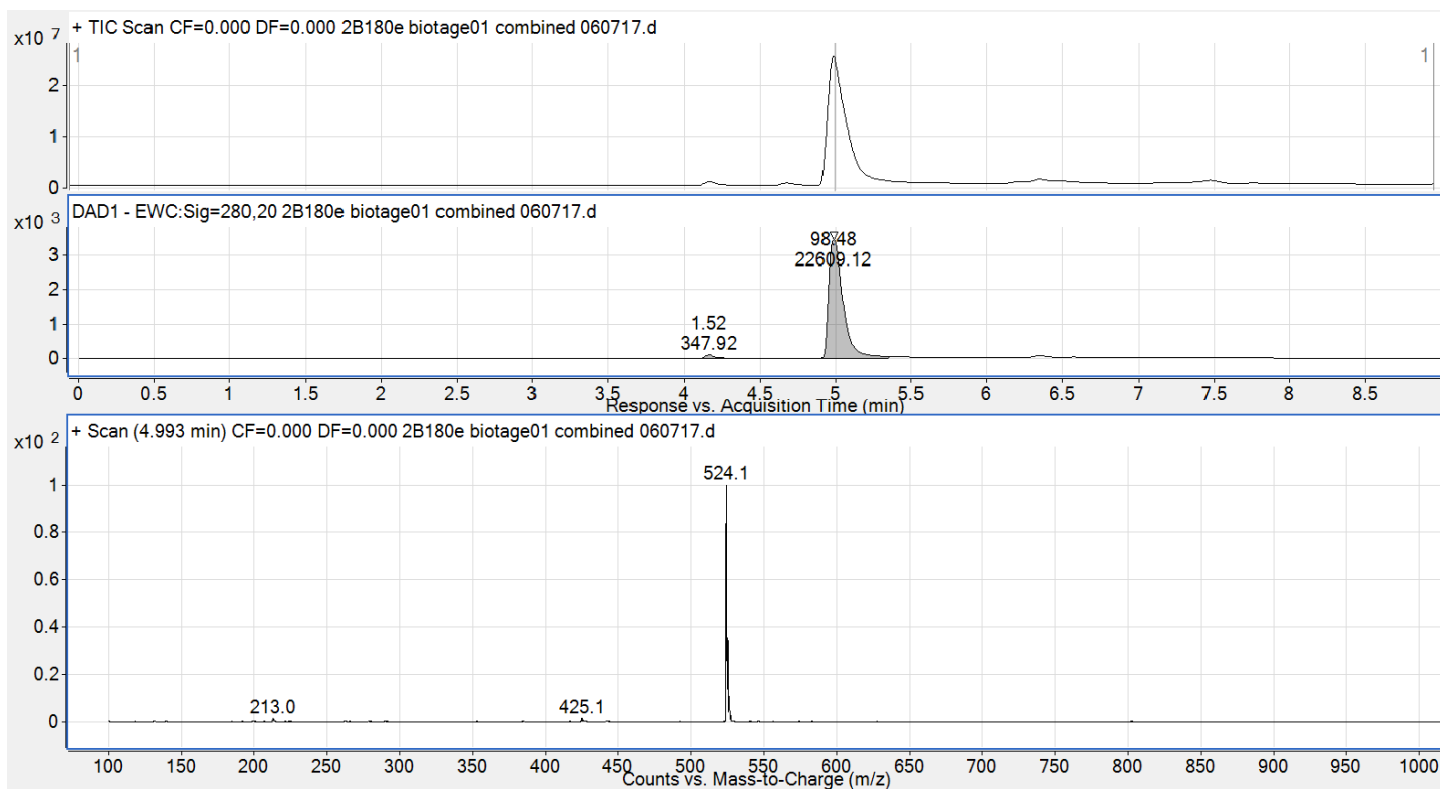 + TIC Scan CF=0.000 DF=0.000 2B180e biotage01 combined 060717.d
x10 7
1 1
2
1
0
DAD1 - EWC:Sig=280,20 2B180e biotage01 combined 060717.d
x10 3
98.48
22609.12
3
2
1.52
1
347.92
0
0 0.5 1 1.5 2 2.5 3 3.5 4 4.5 5 5.5 6 6.5 7 7.5 8 8.5
Response vs. Acquisition Time (min)
+ Scan (4.993 min) CF=0.000 DF=0.000 2B180e biotage01 combined 060717.d
x10 2
524.1
1
0.8
0.6
0.4
0.2
213.0 425.1
0
100 150 200 250 300 350 400 450 500 550 600 650 700 750 800 850 900 950 1000
Counts vs. Mass-to-Charge (m/z)